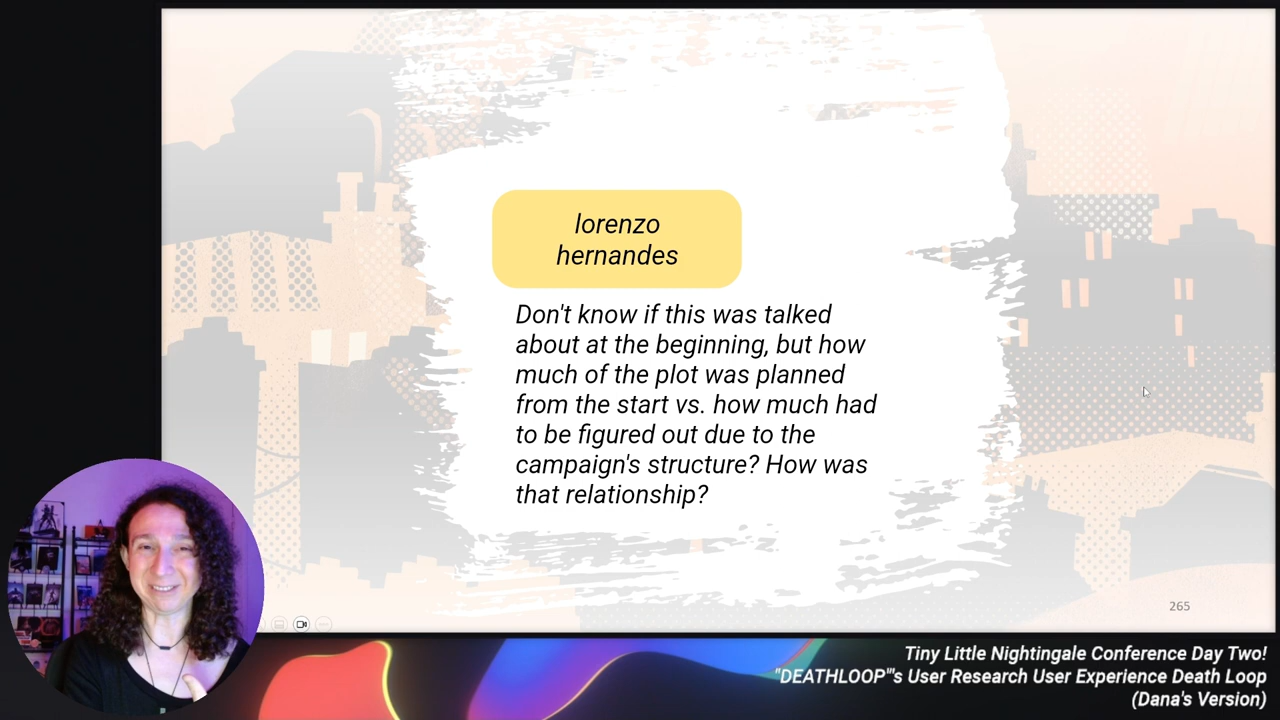 lorenzo
hernandes
Don't know if this was talked
about at the beginning, but how
much of the plot was planned
from the start vs. how much had
to be figured out due to the
campaign's structure? How was
that relationship?
265
Tiny Little Nightingale Conference Day Two!
"DEATHLOOP"'s User Research User Experience Death Loop
(Dana's Version)